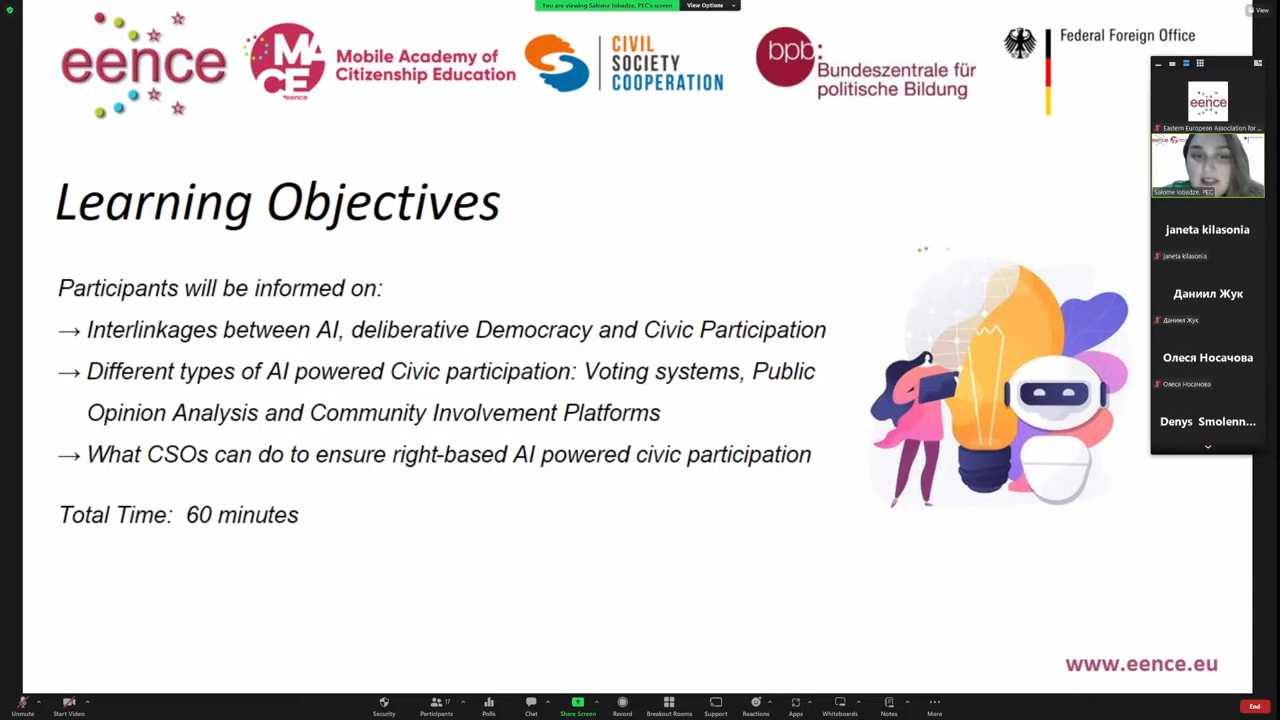 You are viewing Salome Iobadze, PEC's screen
View Options
View
eence
MACE
eence
Mobile Academy of
Citizenship Education
CIVIL
SOCIETY
COOPERATION
bpb:
Bundeszentrale für
politische Bildung
Federal Foreign Office
Learning Objectives
Participants will be informed on:
→ Interlinkages between AI, deliberative Democracy and Civic Participation
→ Different types of AI powered Civic participation: Voting systems, Public
Opinion Analysis and Community Involvement Platforms
→ What CSOs can do to ensure right-based AI powered civic participation
Total Time: 60 minutes
www.eence.eu
eence
Eastern European Association for ...
Salome Iobadze, PEC
janeta kilasonia
janeta kilasonia
Даниил Жук
Даниил Жук
Олеся Носачова
Олеся Носачова
Denys Smolenn...
Unmute
Start Video
Security
Participants
17
Polls
Chat
Share Screen
Record
Breakout Rooms
Support
Reactions
Apps
Whiteboards
Notes
More
End